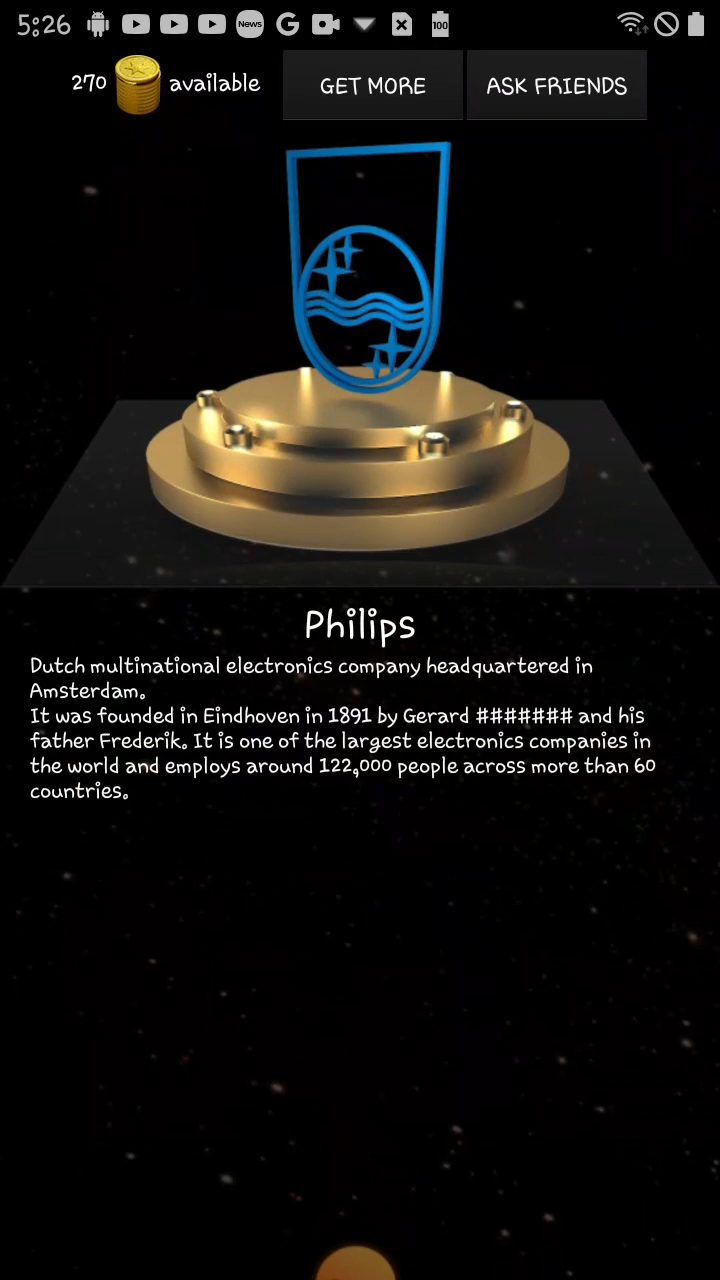 5:26
News
100
270 available
GET MORE
ASK FRIENDS
Philips
Dutch multinational electronics company headquartered in
Amsterdam.
It was founded in Eindhoven in 1891 by Gerard ####### and his
father Frederik. It is one of the largest electronics companies in
the world and employs around 122,000 people across more than 60
countries.